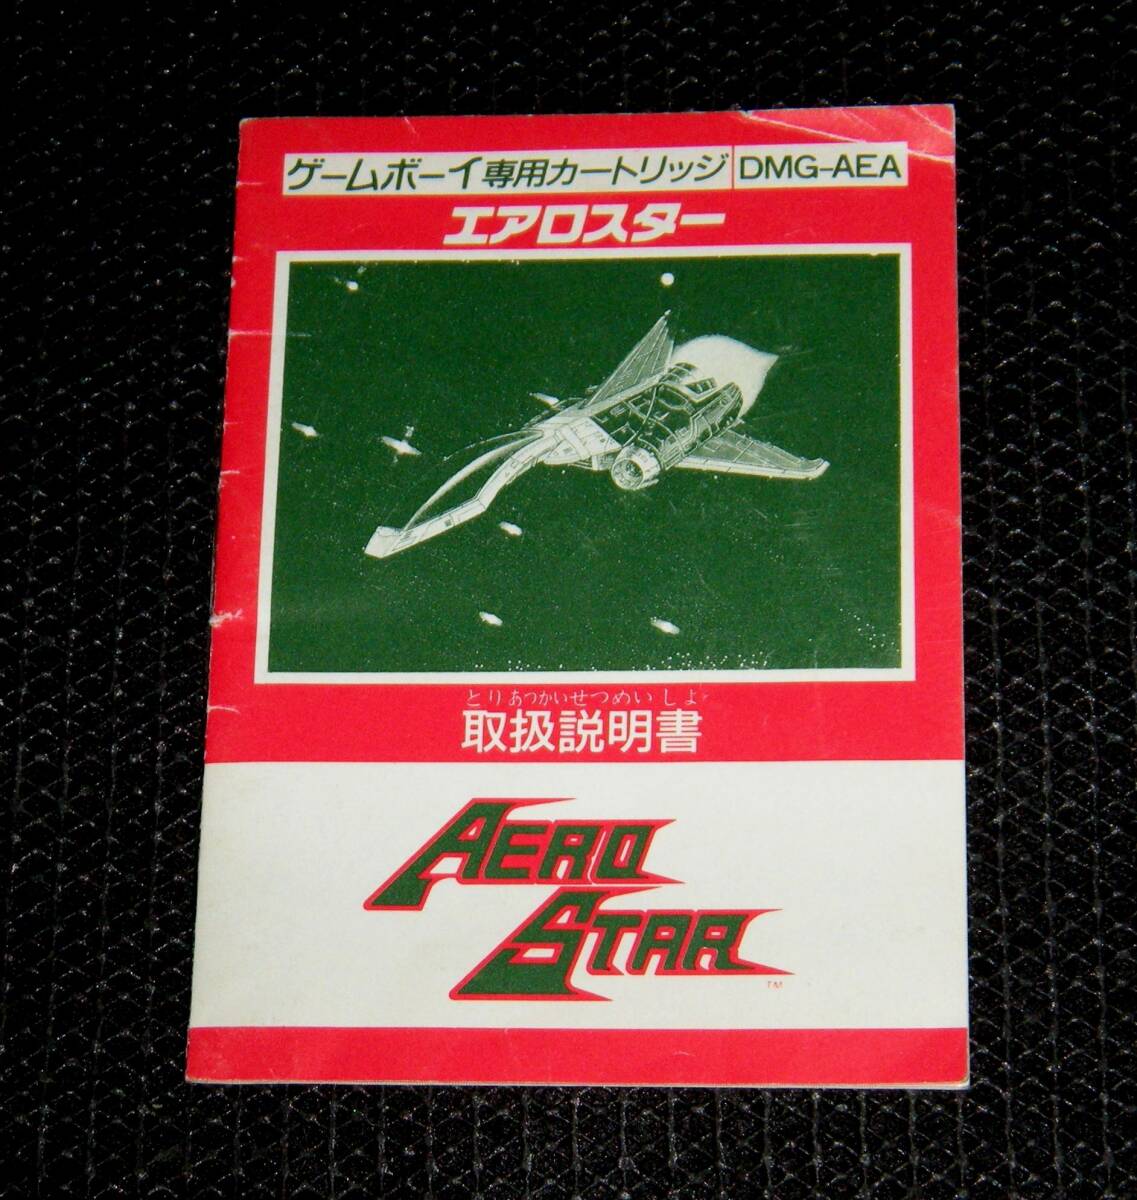 ゲームボーイ専用カートリッジ DMG-AEA
エアロスター
とりあつかいせつめいしょ
取扱説明書
AERO
STAR
TM